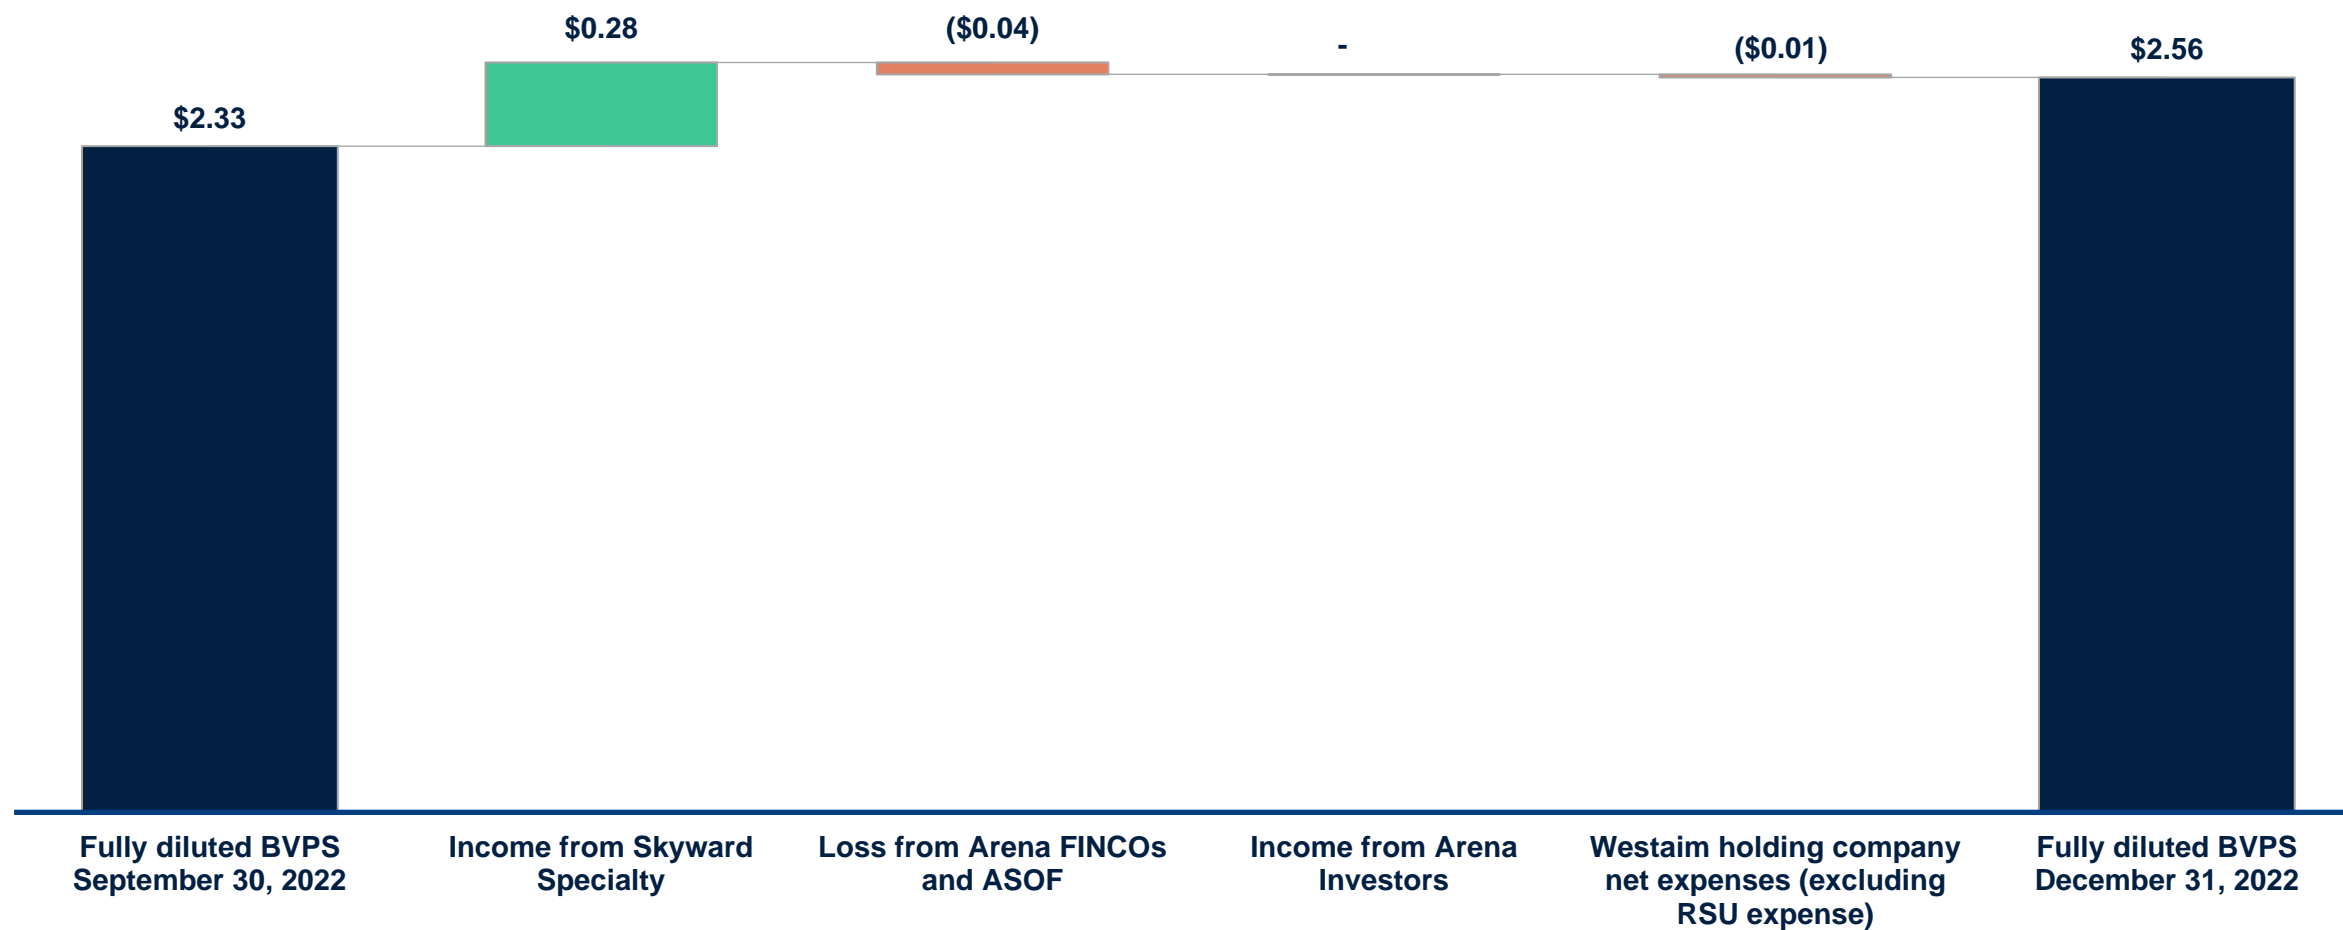 $0.28
($0.04)
-
($0.01)
$2.56
$2.33
Fully diluted BVPS
September 30, 2022
Income from Skyward
Specialty
Loss from Arena FINCOs
and ASOF
Income from Arena
Investors
Westaim holding company
net expenses (excluding
RSU expense)
Fully diluted BVPS
December 31, 2022